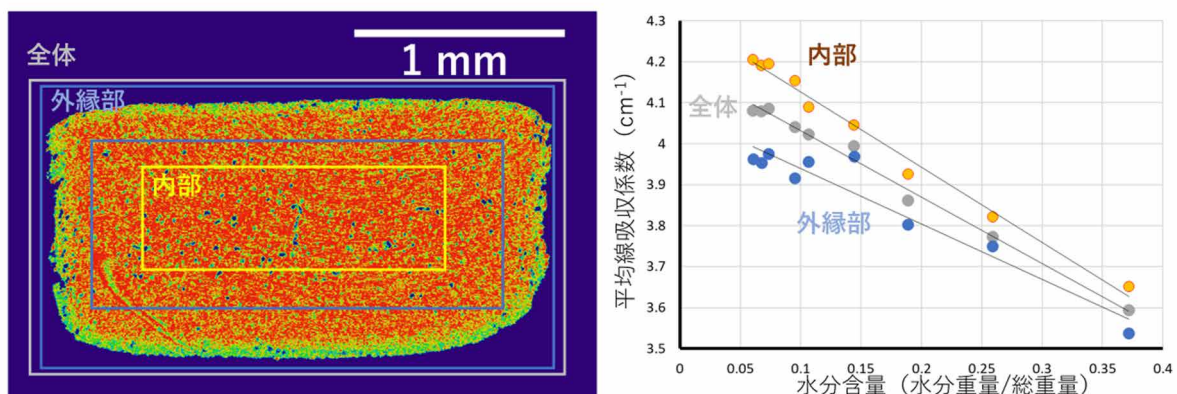 全体
1 mm
外縁部
内部
平均線吸収係数（cm-1）
4.3
4.2
4.1
4
3.9
3.8
3.7
3.6
3.5
内部
全体
外縁部
0
0.05
0.1
0.15
0.2
0.25
0.3
0.35
0.4
水分含量（水分重量/総重量）